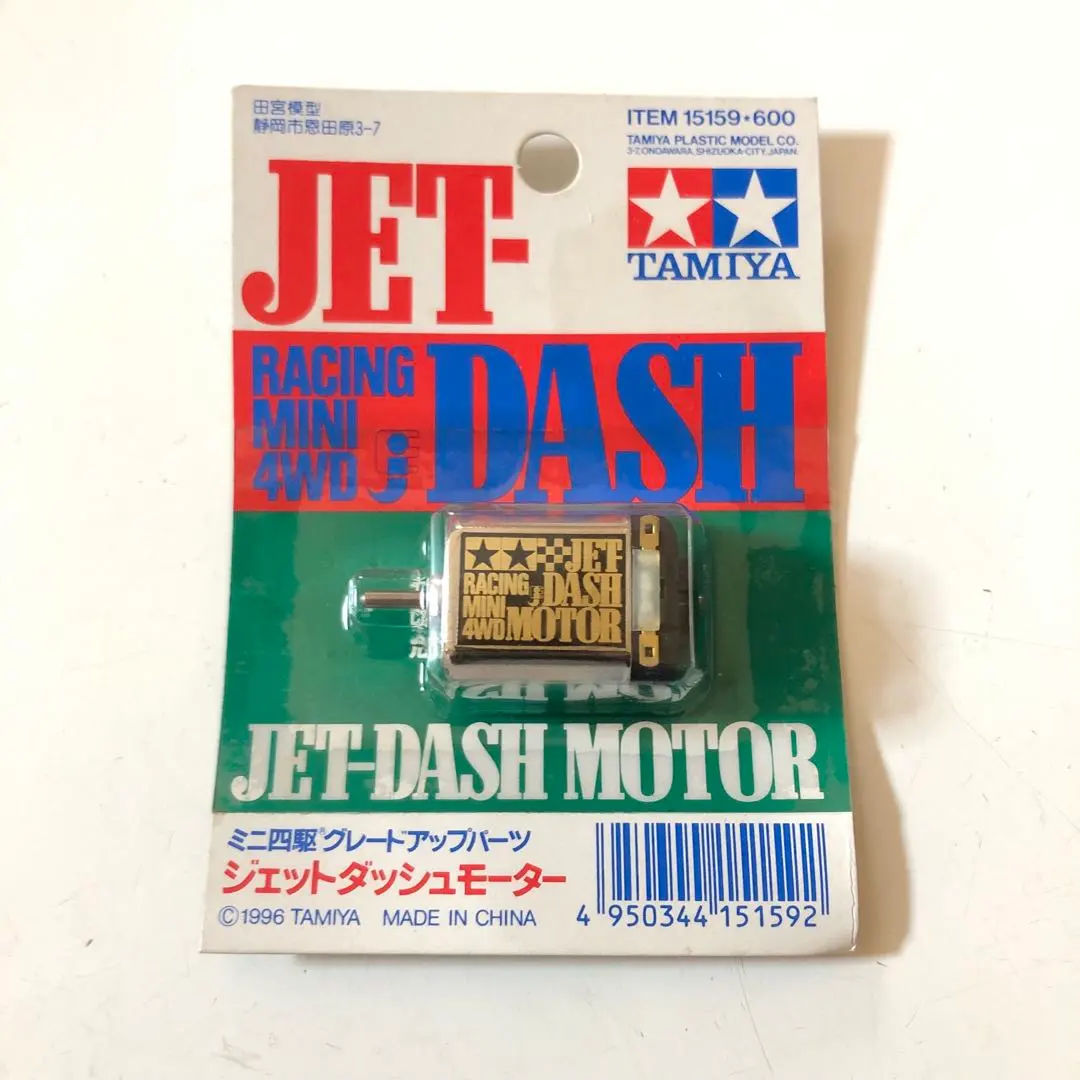 田宮模型
静岡市恩田原3-7
ITEM 15159★600
TAMIYA PLASTIC MODEL CO.
3-7, ONDAWARA, SHIZUOKA-CITY, JAPAN.
TAMIYA
JET-
DASH
RACING
MINI
4WD
JET-
DASH
MOTOR
RACING
MINI
4WD
JET-DASH MOTOR
ミニ四駆®グレードアップパーツ
ジェットダッシュモーター
©1996 TAMIYA MADE IN CHINA
4 950344 151592